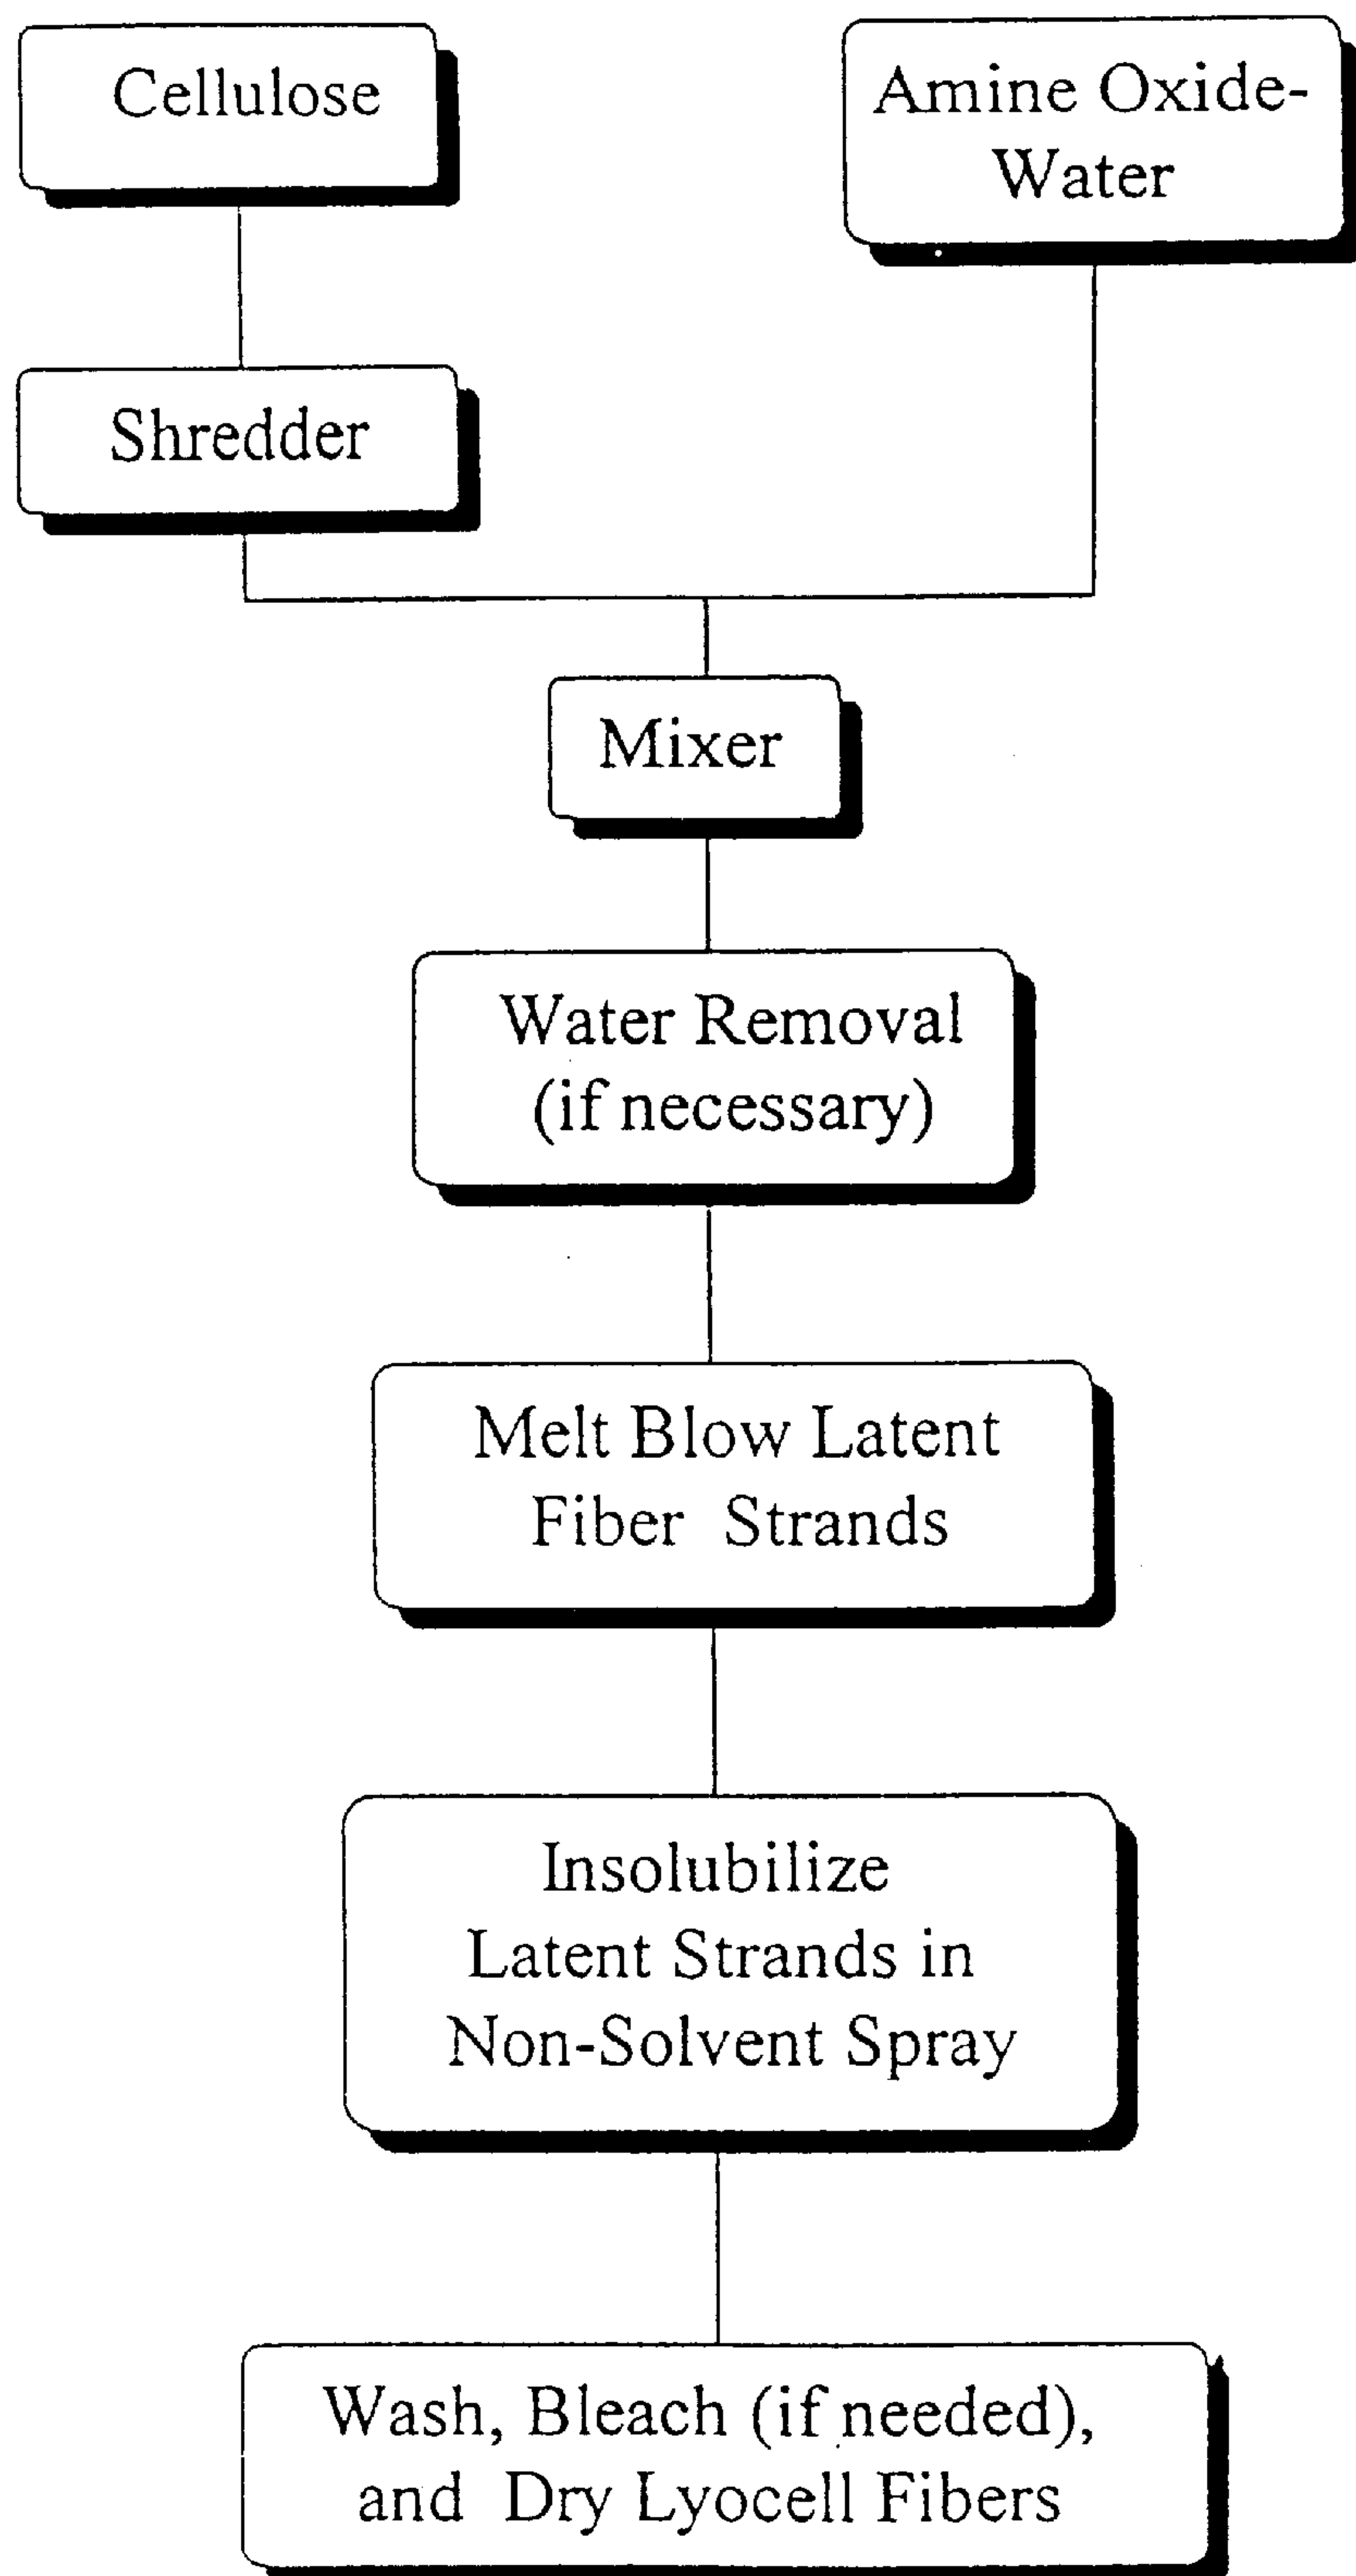 Cellulose
Amine Oxide-
Water
Shredder
Mixer
Water Removal
(if necessary)
Melt Blow Latent
Fiber Strands
Insolubilize
Latent Strands in
Non-Solvent Spray
Wash, Bleach (if needed),
and Dry Lyocell Fibers